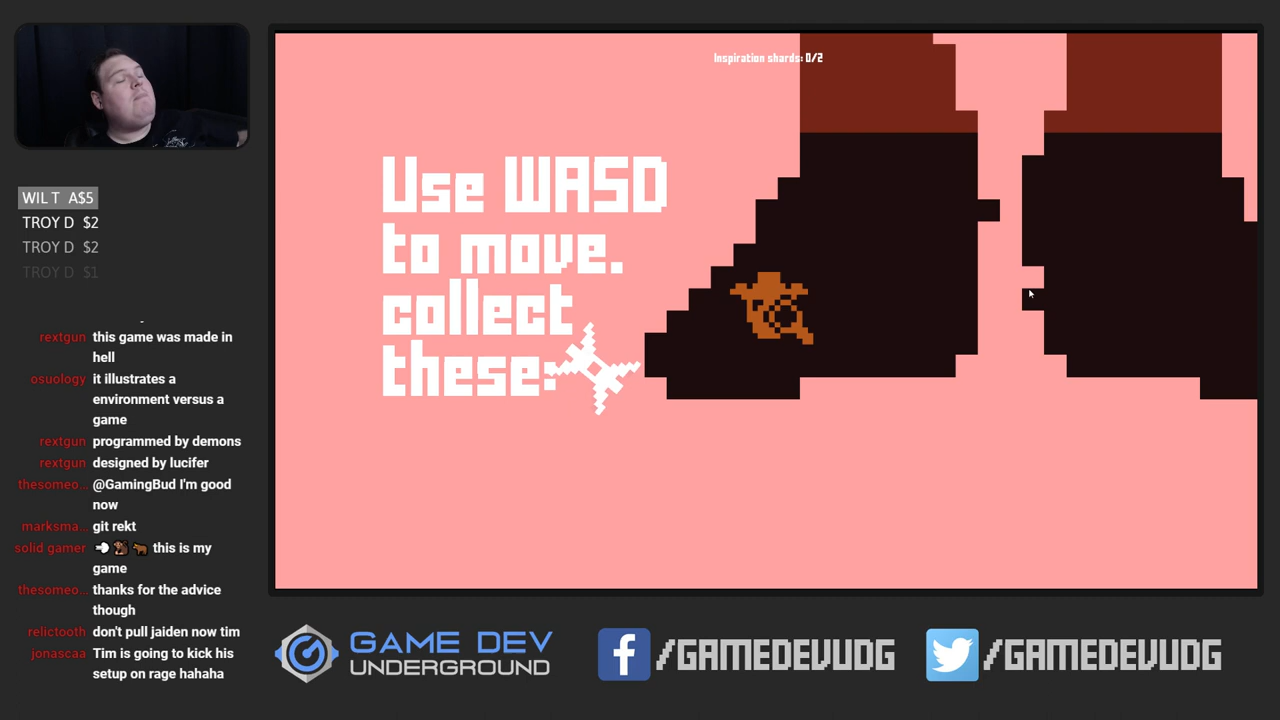 Inspiration shards: 0/2
Use WASD
to move.
collect
these:
WIL T A$5
TROY D $2
TROY D $2
TROY D $1
rextgun this game was made in
hell
osuology it illustrates a
environment versus a
game
rextgun programmed by demons
rextgun designed by lucifer
thesomeo... @GamingBud I'm good
now
marksma... git rekt
solid gamer 💨 🐒 🐂 this is my
game
thesomeo... thanks for the advice
though
relictooth don't pull jaiden now tim
jonascaa Tim is going to kick his
setup on rage hahaha
GAME DEV
UNDERGROUND
/GAMEDEVUDG
/GAMEDEVUDG